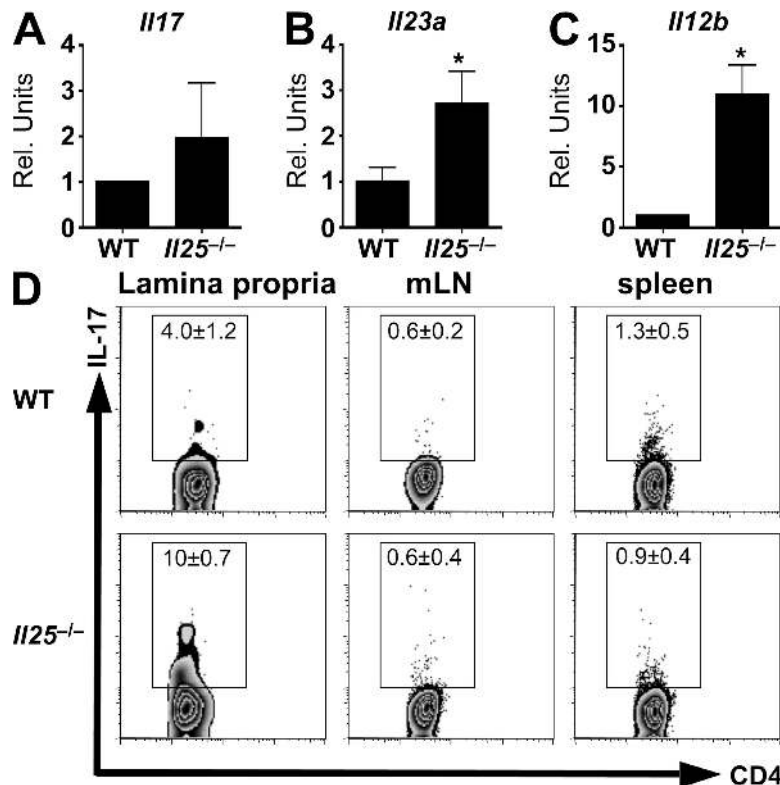 A Il17
B Il23a
C Il12b
Rel. Units
4
3
2
1
0
WT Il25–/–
Rel. Units
4
3
2
1
0
*
WT Il25–/–
Rel. Units
15
10
5
0
*
WT Il25–/–
D Lamina propria mLN spleen
IL-17
WT
4.0±1.2 0.6±0.2 1.3±0.5
Il25–/–
10±0.7 0.6±0.4 0.9±0.4
CD4